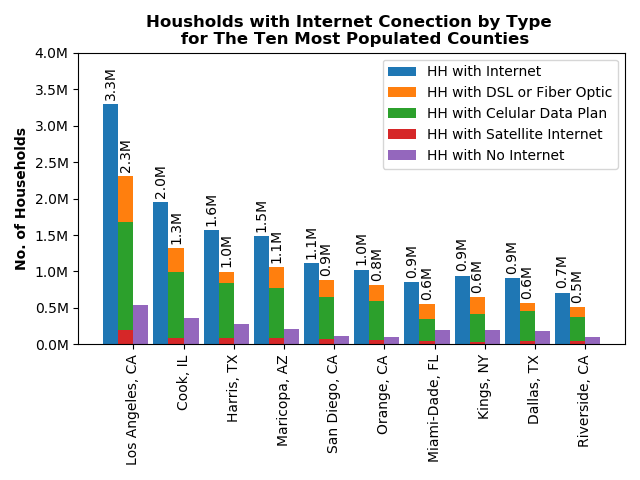 Housholds with Internet Conection by Type
for The Ten Most Populated Counties
No. of Households
4.0M
3.5M
3.0M
2.5M
2.0M
1.5M
1.0M
0.5M
0.0M
HH with Internet
HH with DSL or Fiber Optic
HH with Celular Data Plan
HH with Satellite Internet
HH with No Internet
3.3M
2.3M
2.0M
1.3M
1.6M
1.0M
1.5M
1.1M
1.1M
0.9M
1.0M
0.8M
0.9M
0.6M
0.9M
0.6M
0.9M
0.6M
0.7M
0.5M
Los Angeles, CA
Cook, IL
Harris, TX
Maricopa, AZ
San Diego, CA
Orange, CA
Miami-Dade, FL
Kings, NY
Dallas, TX
Riverside, CA